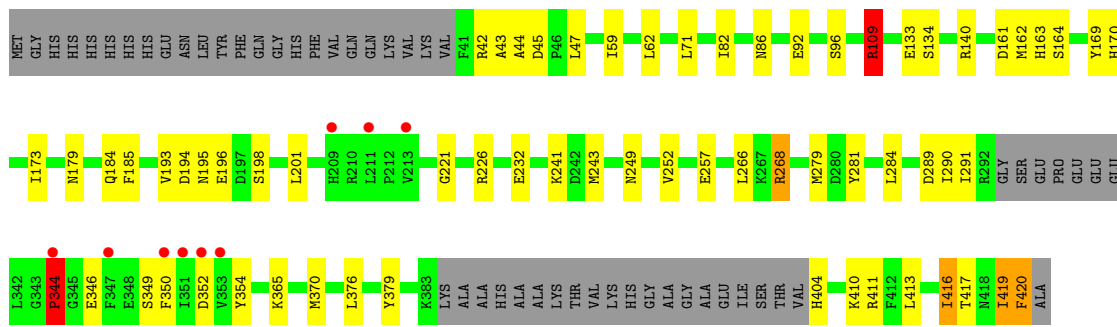 MET GLY HIS HIS HIS HIS HIS HIS GLU ASN LEU TYR PHE GLN GLY HIS PHE VAL GLN GLN LYS VAL LYS VAL F41 R42 A43 A44 D45 P46 L47 I59 L62 L71 I82 N86 E92 S96 R109 E133 S134 R140 D161 M162 H163 S164 Y169 H170
I173 N179 Q184 F185 V193 D194 N195 E196 D197 S198 L201 H209 R210 L211 P212 V213 G221 R226 E232 K241 D242 M243 N249 V252 E257 L266 K267 R268 M279 D280 Y281 L284 D289 I290 I291 R292 GLY SER GLU PRO GLU GLU GLU
L342 G343 P344 G345 E346 F347 E348 S349 F350 I351 D352 V353 Y354 K365 M370 L376 Y379 K383 LYS ALA ALA HIS ALA ALA LYS THR VAL LYS HIS GLY ALA GLY ALA GLU ILE SER THR VAL H404 K410 R411 F412 L413 I416 T417 N418 I419 F420 ALA